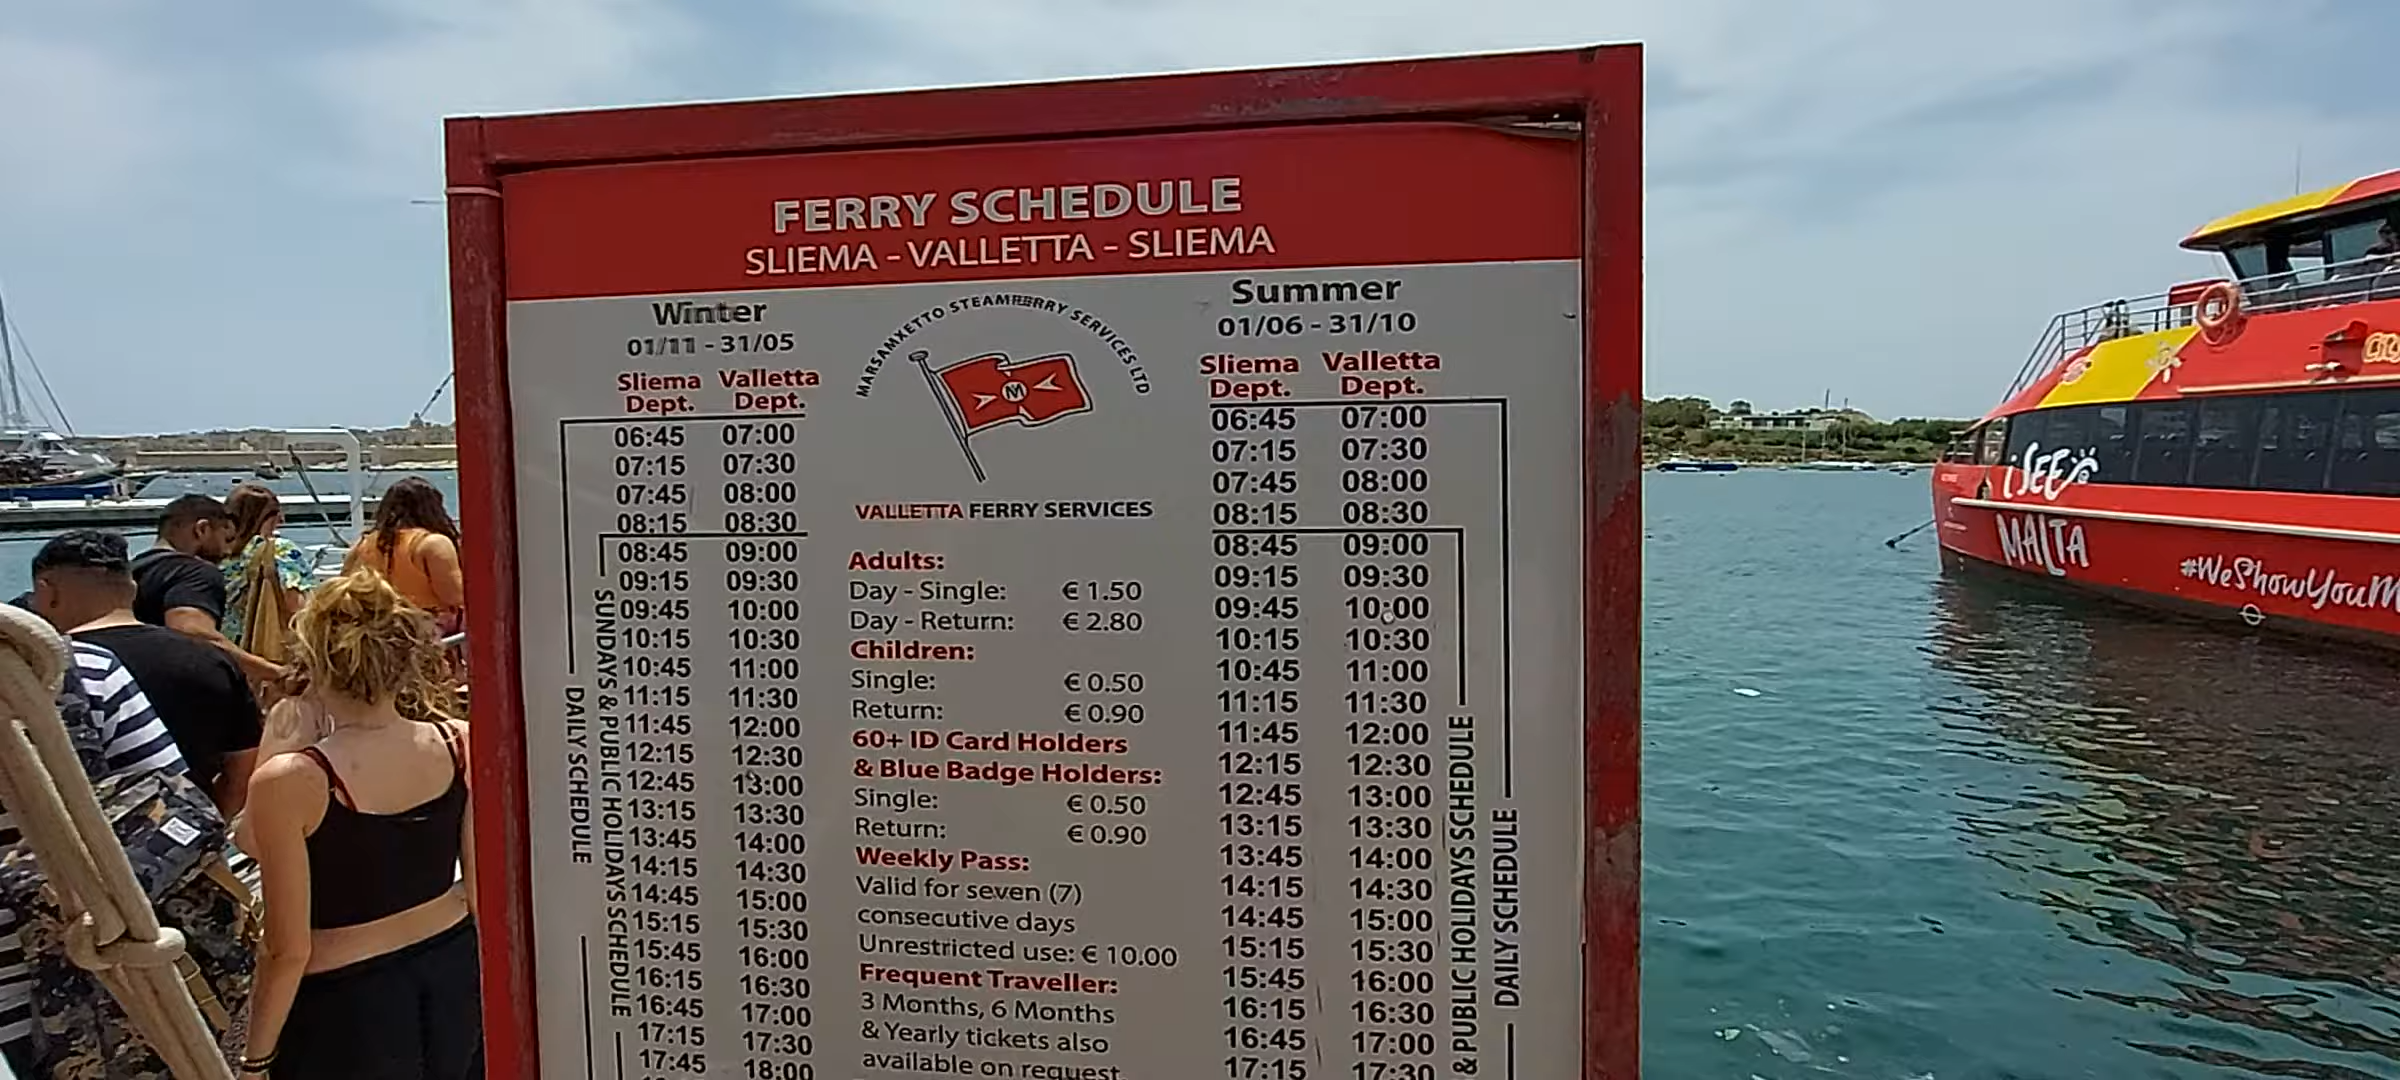 FERRY SCHEDULE
SLIEMA - VALLETTA - SLIEMA
Winter
01/11 - 31/05
Sliema Valletta
Dept. Dept.
06:45 07:00
07:15 07:30
07:45 08:00
08:15 08:30
08:45 09:00
09:15 09:30
09:45 10:00
10:15 10:30
10:45 11:00
11:15 11:30
11:45 12:00
12:15 12:30
12:45 13:00
13:15 13:30
13:45 14:00
14:15 14:30
14:45 15:00
15:15 15:30
15:45 16:00
16:15 16:30
16:45 17:00
17:15 17:30
17:45 18:00
DAILY SCHEDULE
SUNDAYS & PUBLIC HOLIDAYS SCHEDULE
MARSAMXETTO STEAMFERRY SERVICES LTD
VALLETTA FERRY SERVICES
Adults:
Day - Single: € 1.50
Day - Return: € 2.80
Children:
Single: € 0.50
Return: € 0.90
60+ ID Card Holders
& Blue Badge Holders:
Single: € 0.50
Return: € 0.90
Weekly Pass:
Valid for seven (7)
consecutive days
Unrestricted use: € 10.00
Frequent Traveller:
3 Months, 6 Months
& Yearly tickets also
available on request.
Summer
01/06 - 31/10
Sliema Valletta
Dept. Dept.
06:45 07:00
07:15 07:30
07:45 08:00
08:15 08:30
08:45 09:00
09:15 09:30
09:45 10:00
10:15 10:30
10:45 11:00
11:15 11:30
11:45 12:00
12:15 12:30
12:45 13:00
13:15 13:30
13:45 14:00
14:15 14:30
14:45 15:00
15:15 15:30
15:45 16:00
16:15 16:30
16:45 17:00
17:15 17:30
& PUBLIC HOLIDAYS SCHEDULE
DAILY SCHEDULE
iSEE
MALTA
#WeShowYouM